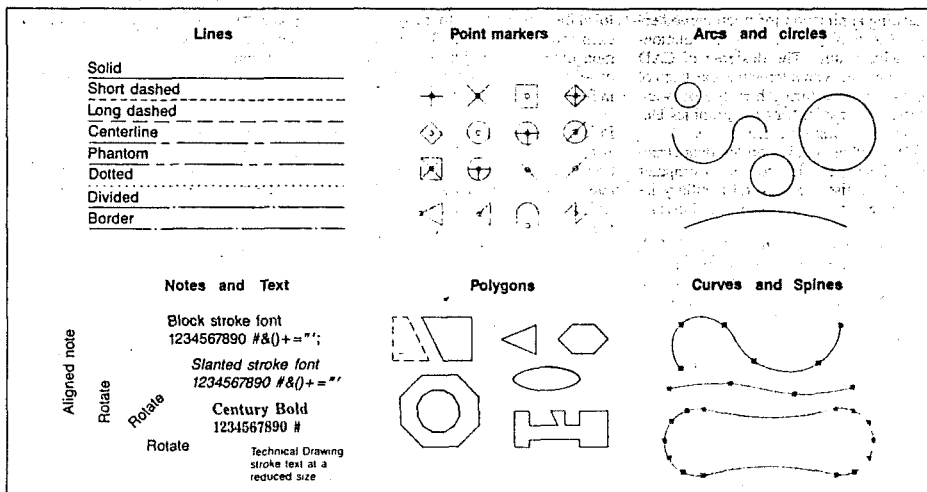 Lines
Solid
Short dashed
Long dashed
Centerline
Phantom
Dotted
Divided
Border
Point markers
Arcs and circles
Notes and Text
Block stroke font
1234567890 #&()+="';
Slanted stroke font
1234567890 #&()+="'
Century Bold
1234567890 #
Technical Drawing
stroke text at a
reduced size
Aligned note
Rotate
Rotate
Rotate
Polygons
Curves and Spines